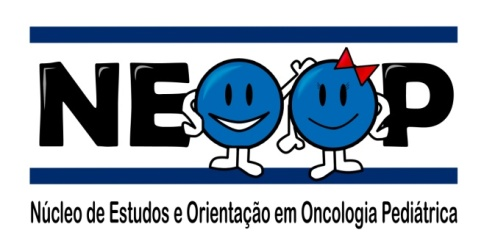 NEOOP
Núcleo de Estudos e Orientação em Oncologia Pediátrica